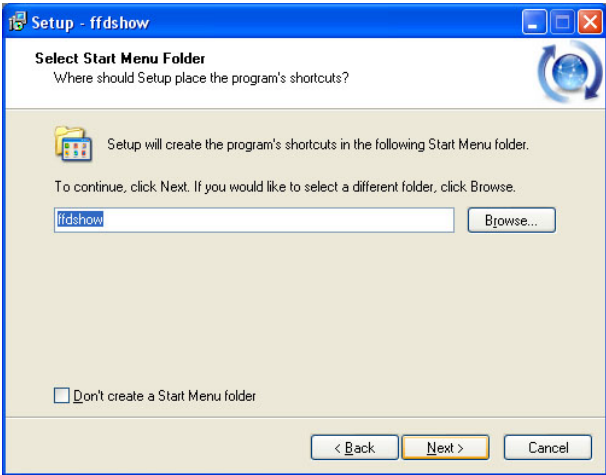 Setup - ffdshow
Select Start Menu Folder
Where should Setup place the program's shortcuts?
Setup will create the program's shortcuts in the following Start Menu folder.
To continue, click Next. If you would like to select a different folder, click Browse.
ffdshow
Browse...
Don't create a Start Menu folder
< Back
Next >
Cancel